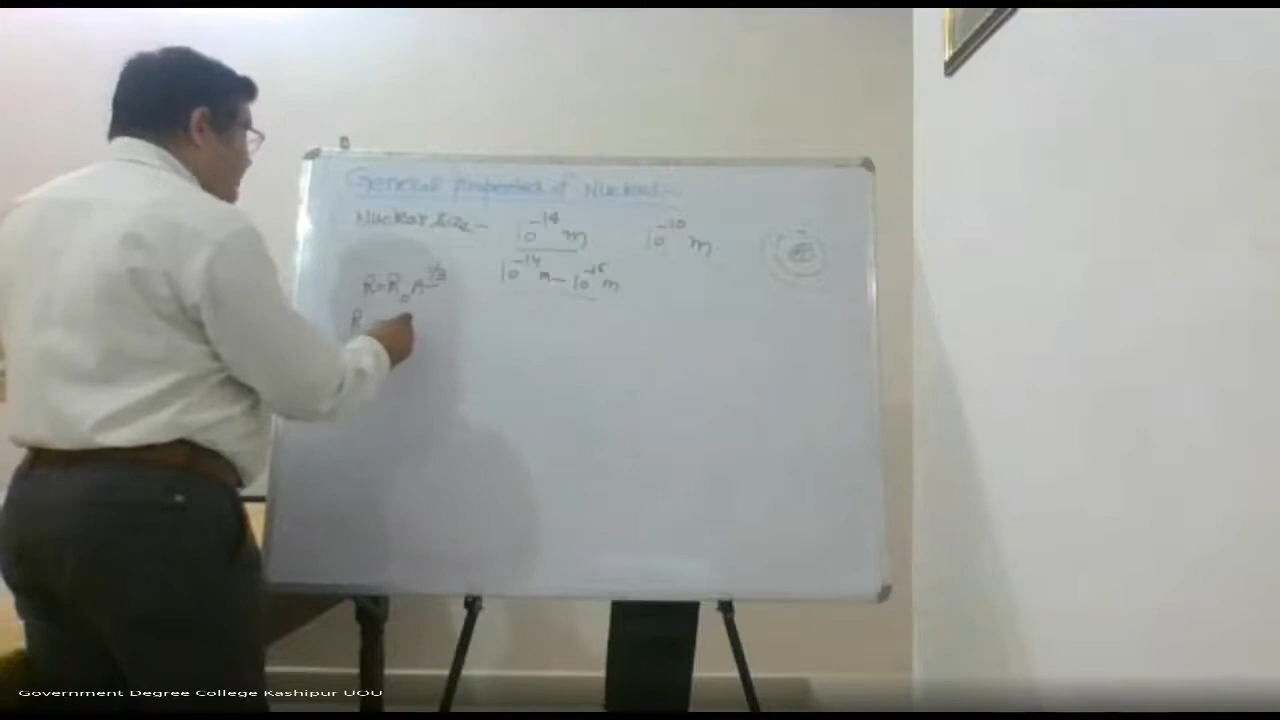 General properties of Nucleus:-
Nuclear Size:- 10⁻¹⁴ m 10⁻¹⁰ m
10⁻¹⁴ m – 10⁻¹⁵ m
R=R₀A^1/3
R
Government Degree College Kashipur UOU